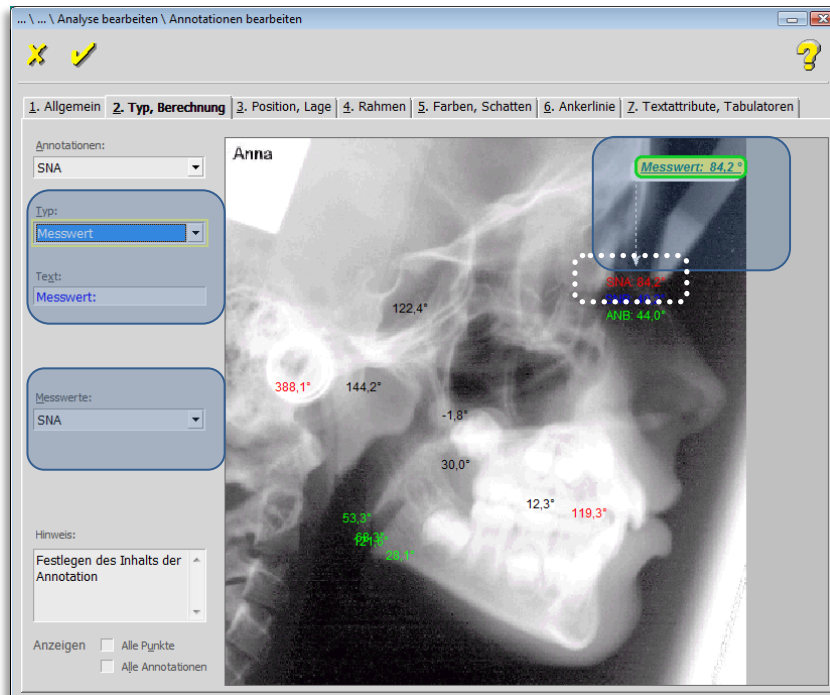 ... \ ... \ Analyse bearbeiten \ Annotationen bearbeiten
1. Allgemein
2. Typ, Berechnung
3. Position, Lage
4. Rahmen
5. Farben, Schatten
6. Ankerlinie
7. Textattribute, Tabulatoren
Annotationen:
SNA
Typ:
Messwert
Text:
Messwert:
Messwerte:
SNA
Hinweis:
Festlegen des Inhalts der
Annotation
Anzeigen
Alle Punkte
Alle Annotationen
Anna
Messwert: 84,2 °
SNA: 84,2°
ANB: 44,0°
122,4°
388,1°
144,2°
-1,8°
30,0°
12,3°
119,3°
53,3°
121,6°
28,1°